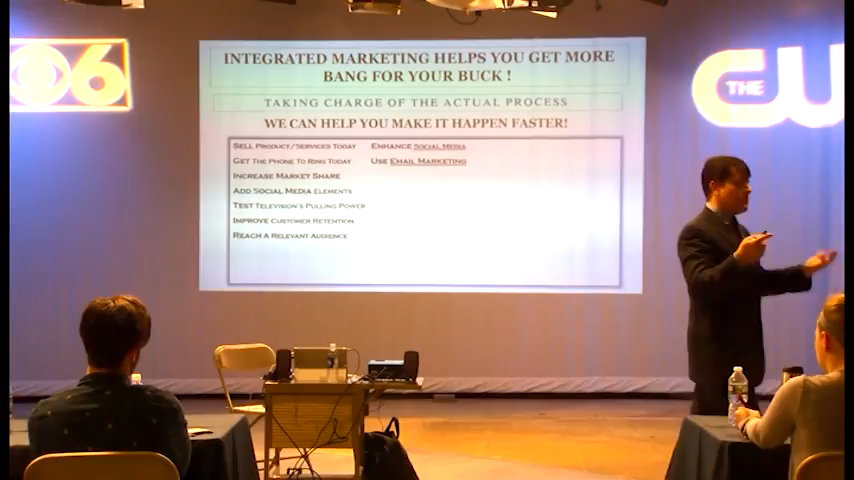 INTEGRATED MARKETING HELPS YOU GET MORE
BANG FOR YOUR BUCK !
TAKING CHARGE OF THE ACTUAL PROCESS
WE CAN HELP YOU MAKE IT HAPPEN FASTER!
SELL PRODUCT/SERVICES TODAY
GET THE PHONE TO RING TODAY
INCREASE MARKET SHARE
ADD SOCIAL MEDIA ELEMENTS
TEST TELEVISION'S PULLING POWER
IMPROVE CUSTOMER RETENTION
REACH A RELEVANT AUDIENCE
ENHANCE SOCIAL MEDIA
USE EMAIL MARKETING
6
THE CW